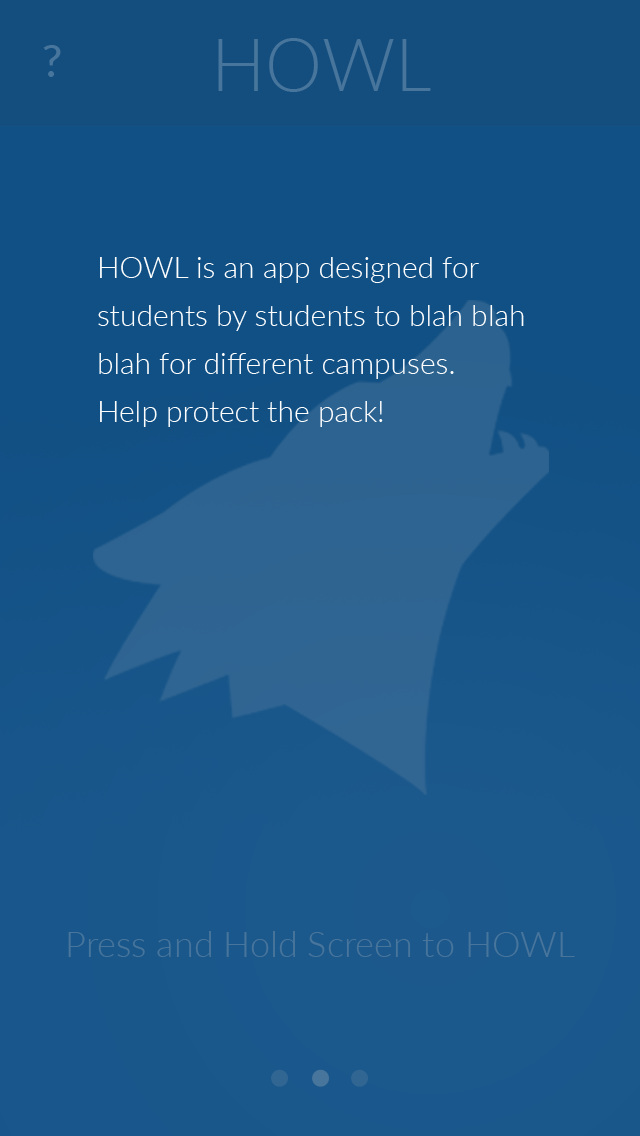 ?
HOWL
HOWL is an app designed for
students by students to blah blah
blah for different campuses.
Help protect the pack!
Press and Hold Screen to HOWL